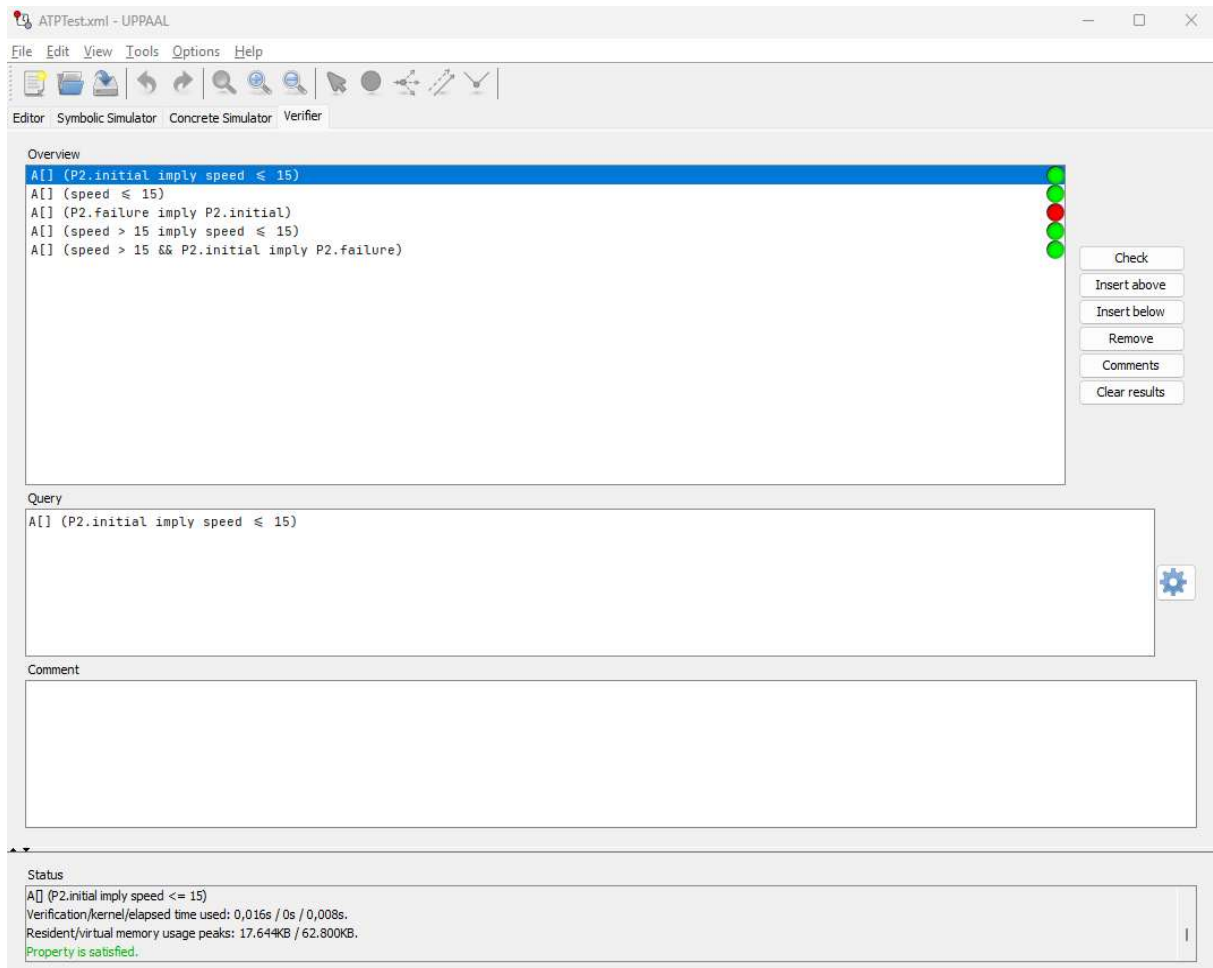 ATPTest.xml - UPPAAL
File Edit View Tools Options Help
Editor Symbolic Simulator Concrete Simulator Verifier
Overview
A[] (P2.initial imply speed ⩽ 15)
A[] (speed ⩽ 15)
A[] (P2.failure imply P2.initial)
A[] (speed > 15 imply speed ⩽ 15)
A[] (speed > 15 && P2.initial imply P2.failure)
Check
Insert above
Insert below
Remove
Comments
Clear results
Query
A[] (P2.initial imply speed ⩽ 15)
Comment
Status
A[] (P2.initial imply speed <= 15)
Verification/kernel/elapsed time used: 0,016s / 0s / 0,008s.
Resident/virtual memory usage peaks: 17.644KB / 62.800KB.
Property is satisfied.